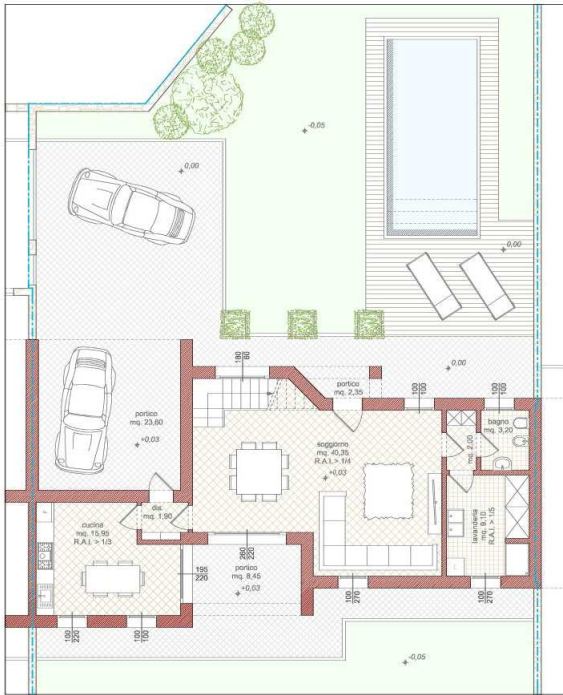 -0,05
0,00
0,00
180
60
portico
mq. 2,35
0,00
100
100
100
100
portico
mq. 23,60
+0,03
bagno
mq. 3,20
mq. 2,00
soggiorno
mq. 40,35
R.A.I. > 1/4
+0,03
dis.
mq. 1,90
cucina
mq. 15,95
R.A.I. > 1/3
lavanderia
mq. 9,10
R.A.I. > 1/5
260
220
195
220
portico
mq. 8,45
+0,03
100
270
100
270
100
220
100
100
-0,05